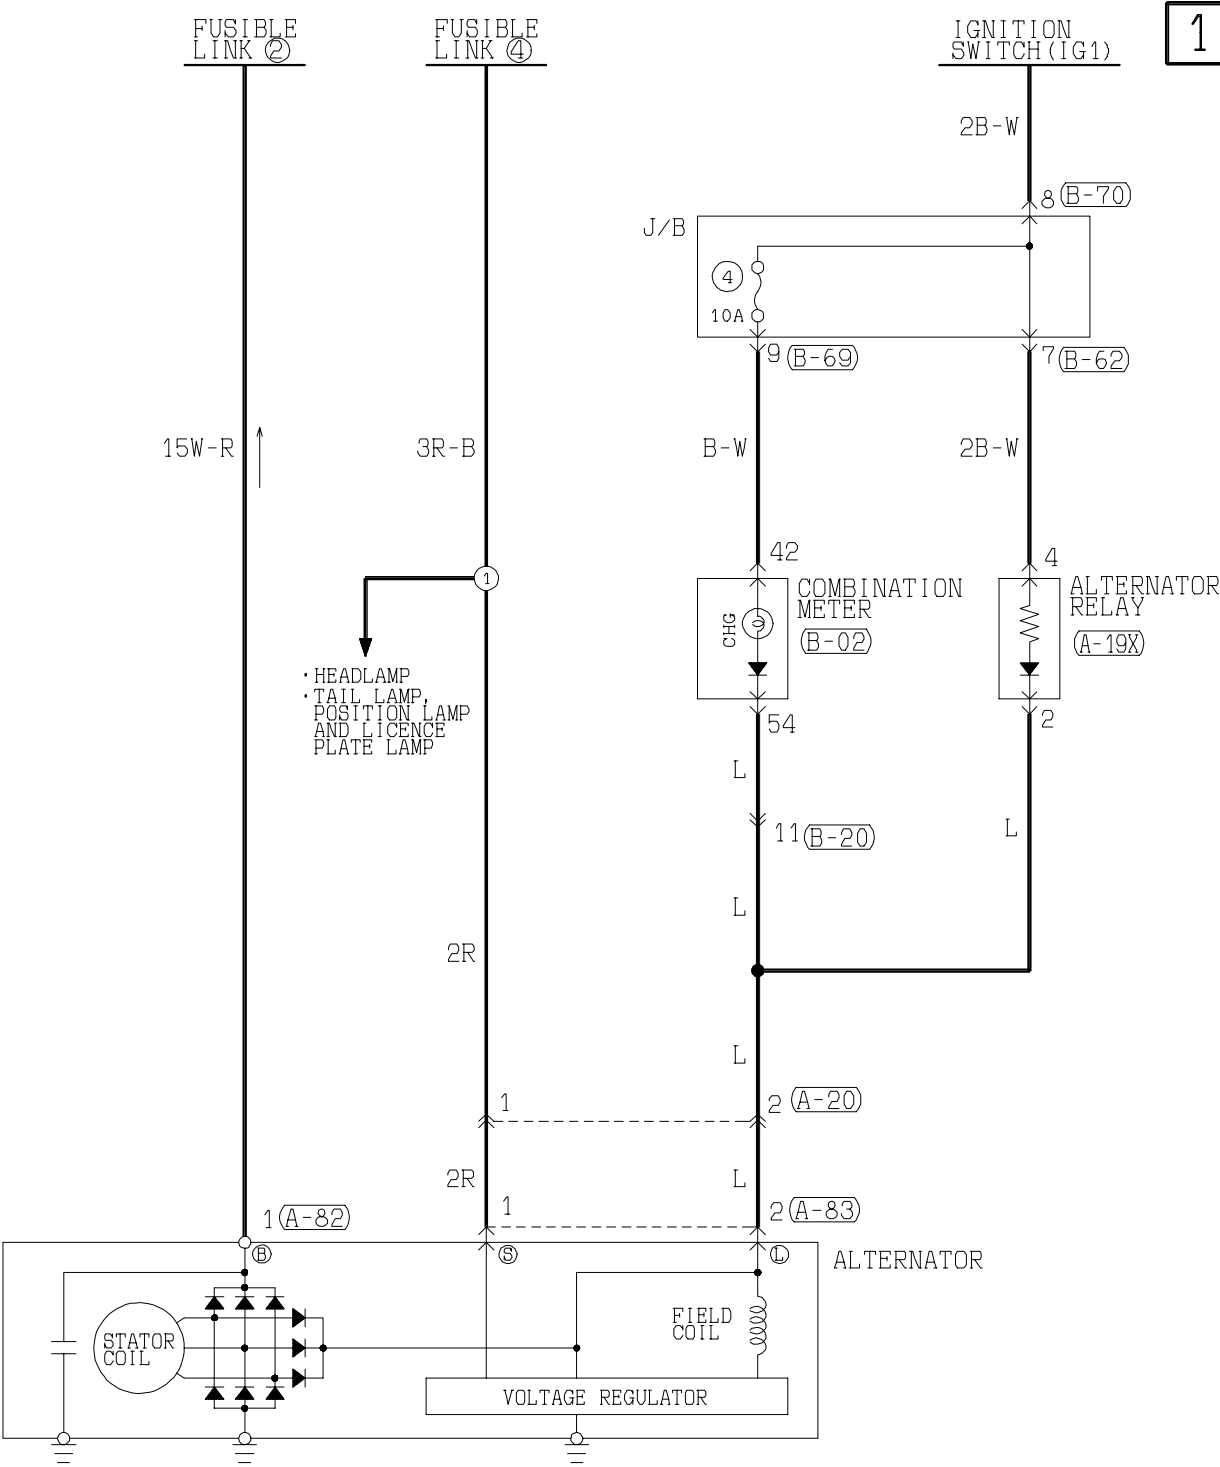 FUSIBLE
LINK ②
FUSIBLE
LINK ④
IGNITION
SWITCH(IG1)
1
2B-W
8 (B-70)
J/B
④
10A
9 (B-69)
7 (B-62)
15W-R
3R-B
B-W
2B-W
42
4
①
COMBINATION
METER
(B-02)
CHG
ALTERNATOR
RELAY
(A-19X)
・HEADLAMP
・TAIL LAMP,
POSITION LAMP
AND LICENCE
PLATE LAMP
54
2
L
11 (B-20)
L
L
2R
L
1
2 (A-20)
2R
L
1
2 (A-83)
1 (A-82)
Ⓑ
Ⓢ
Ⓛ
ALTERNATOR
STATOR
COIL
FIELD
COIL
VOLTAGE REGULATOR